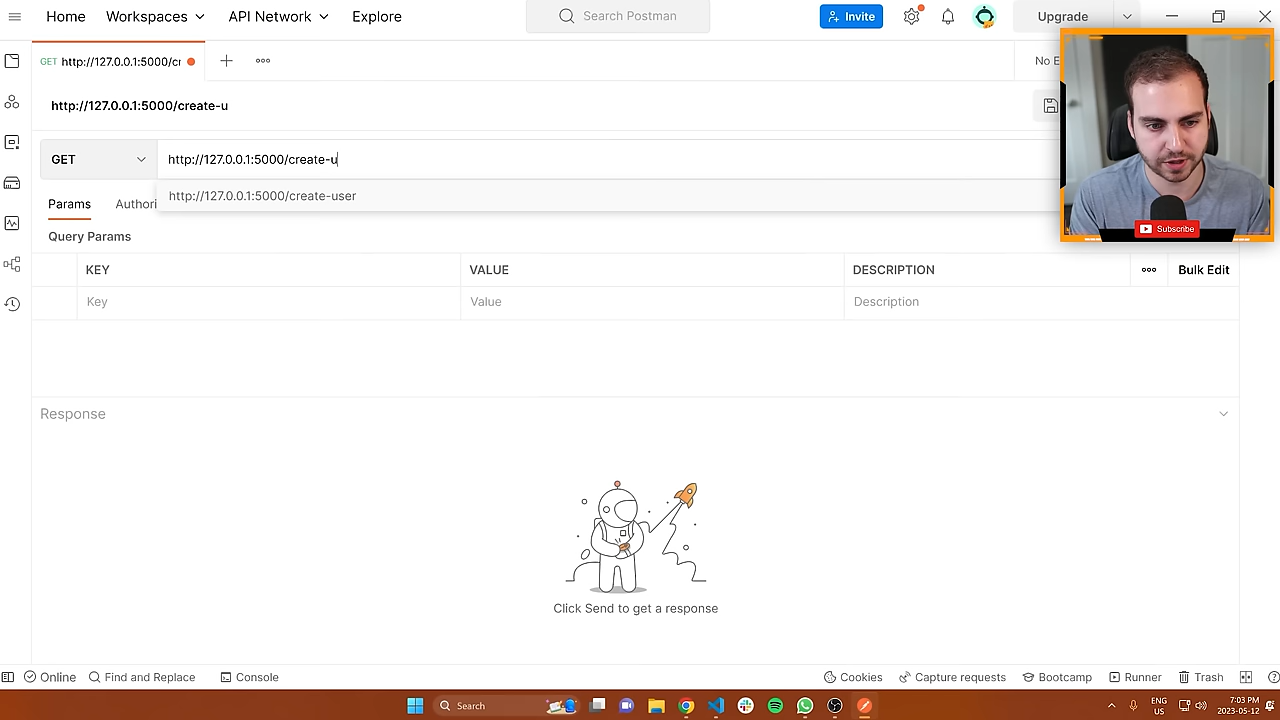 Home Workspaces API Network Explore Search Postman Invite Upgrade
GET http://127.0.0.1:5000/cr No E
http://127.0.0.1:5000/create-u
GET http://127.0.0.1:5000/create-u
http://127.0.0.1:5000/create-user
Params Authori
Query Params
KEY VALUE DESCRIPTION Bulk Edit
Key Value Description
Subscribe
Response
Click Send to get a response
Online Find and Replace Console Cookies Capture requests Bootcamp Runner Trash
Search
ENG
US
7:03 PM
2023-05-12